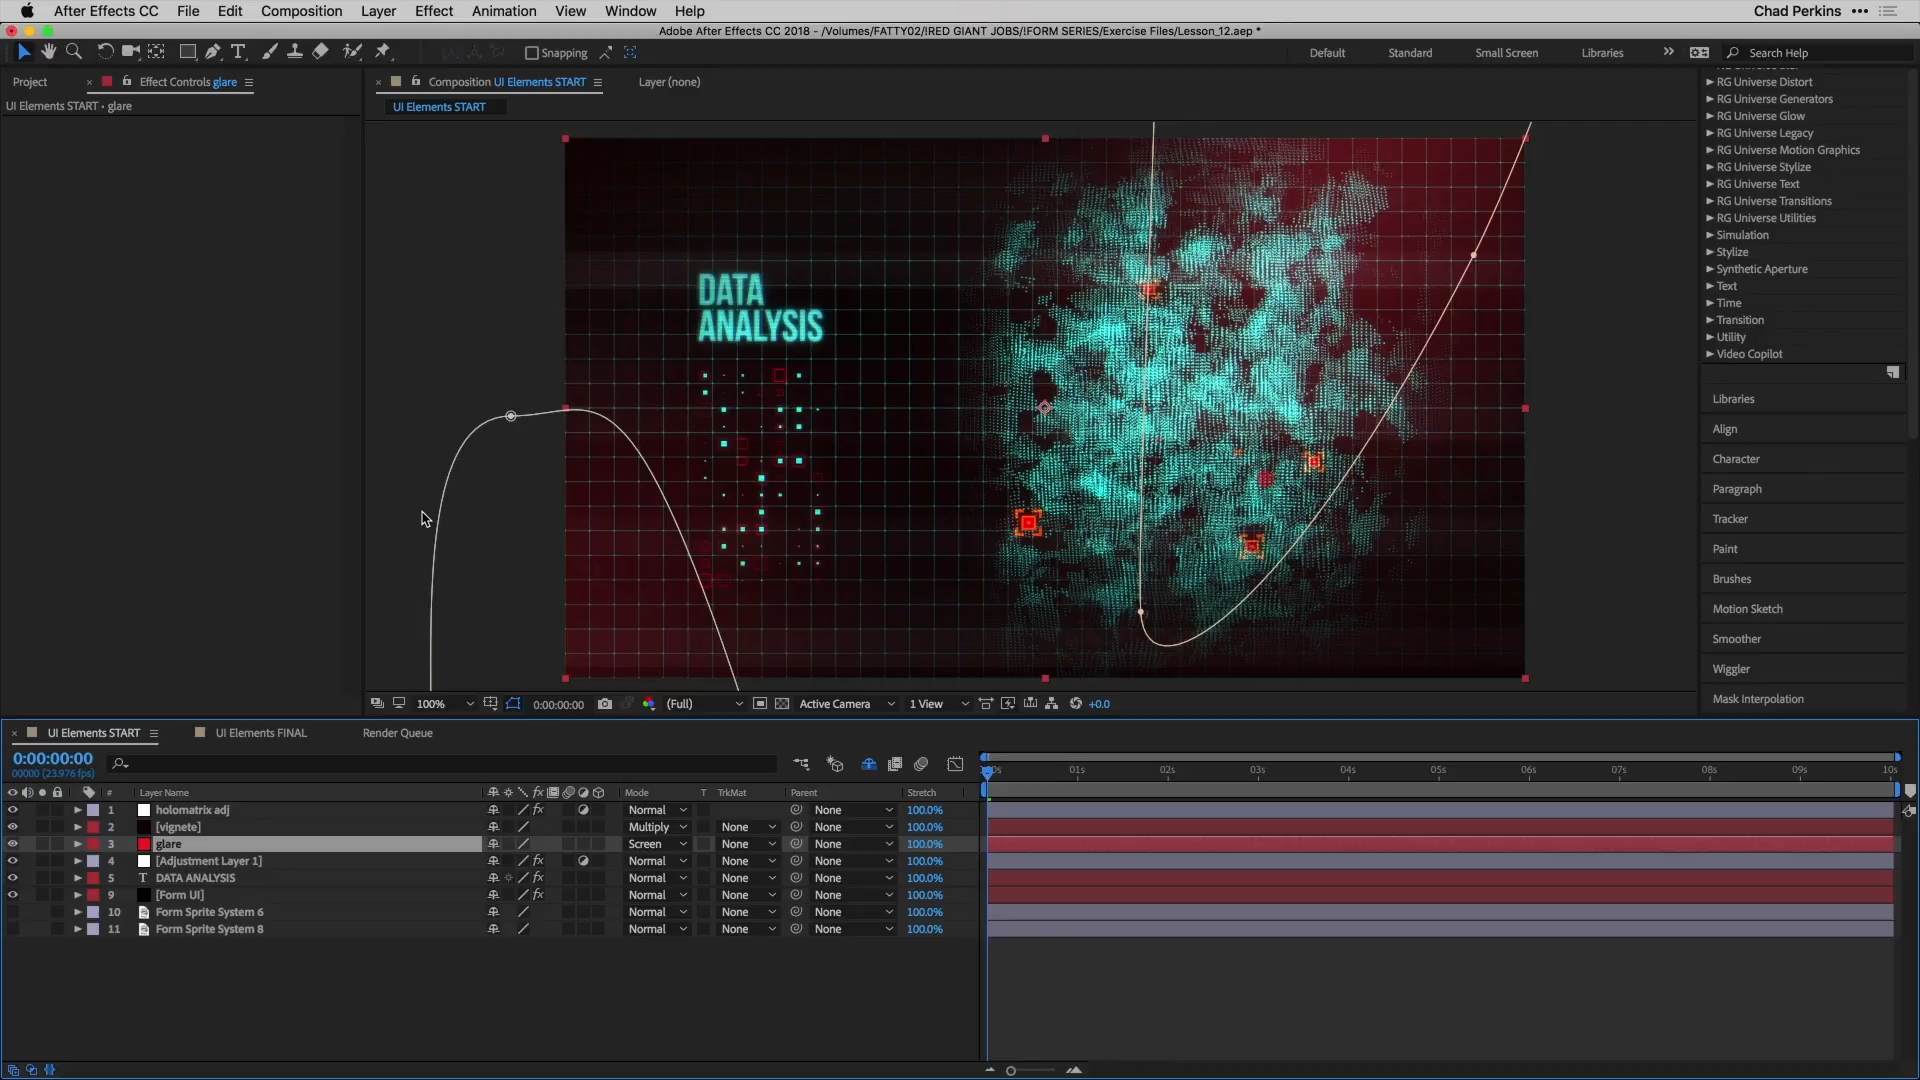 After Effects CC File Edit Composition Layer Effect Animation View Window Help Chad Perkins
Adobe After Effects CC 2018 - /Volumes/FATTY02/!RED GIANT JOBS/!FORM SERIES/Exercise Files/Lesson_12.aep *
T Snapping Default Standard Small Screen Libraries Search Help
Project Effect Controls glare Composition UI Elements START Layer (none)
UI Elements START • glare
UI Elements START
RG Universe Distort
RG Universe Generators
RG Universe Glow
RG Universe Legacy
RG Universe Motion Graphics
RG Universe Stylize
RG Universe Text
RG Universe Transitions
RG Universe Utilities
Simulation
Stylize
Synthetic Aperture
Text
Time
Transition
Utility
Video Copilot
DATA
ANALYSIS
Libraries
Align
Character
Paragraph
Tracker
Paint
Brushes
Motion Sketch
Smoother
Wiggler
Mask Interpolation
100% 0:00:00:00 (Full) Active Camera 1 View +0.0
UI Elements START UI Elements FINAL Render Queue
0:00:00:00
00000 (23.976 fps)
01s 02s 03s 04s 05s 06s 07s 08s 09s 10s
# Layer Name fx Mode T TrkMat Parent Stretch
1 holomatrix adj fx Normal None 100.0%
2 [vignete] Multiply None None 100.0%
3 glare Screen None None 100.0%
4 [Adjustment Layer 1] fx Normal None None 100.0%
5 T DATA ANALYSIS fx Normal None None 100.0%
9 [Form UI] fx Normal None None 100.0%
10 Form Sprite System 6 Normal None None 100.0%
11 Form Sprite System 8 Normal None None 100.0%